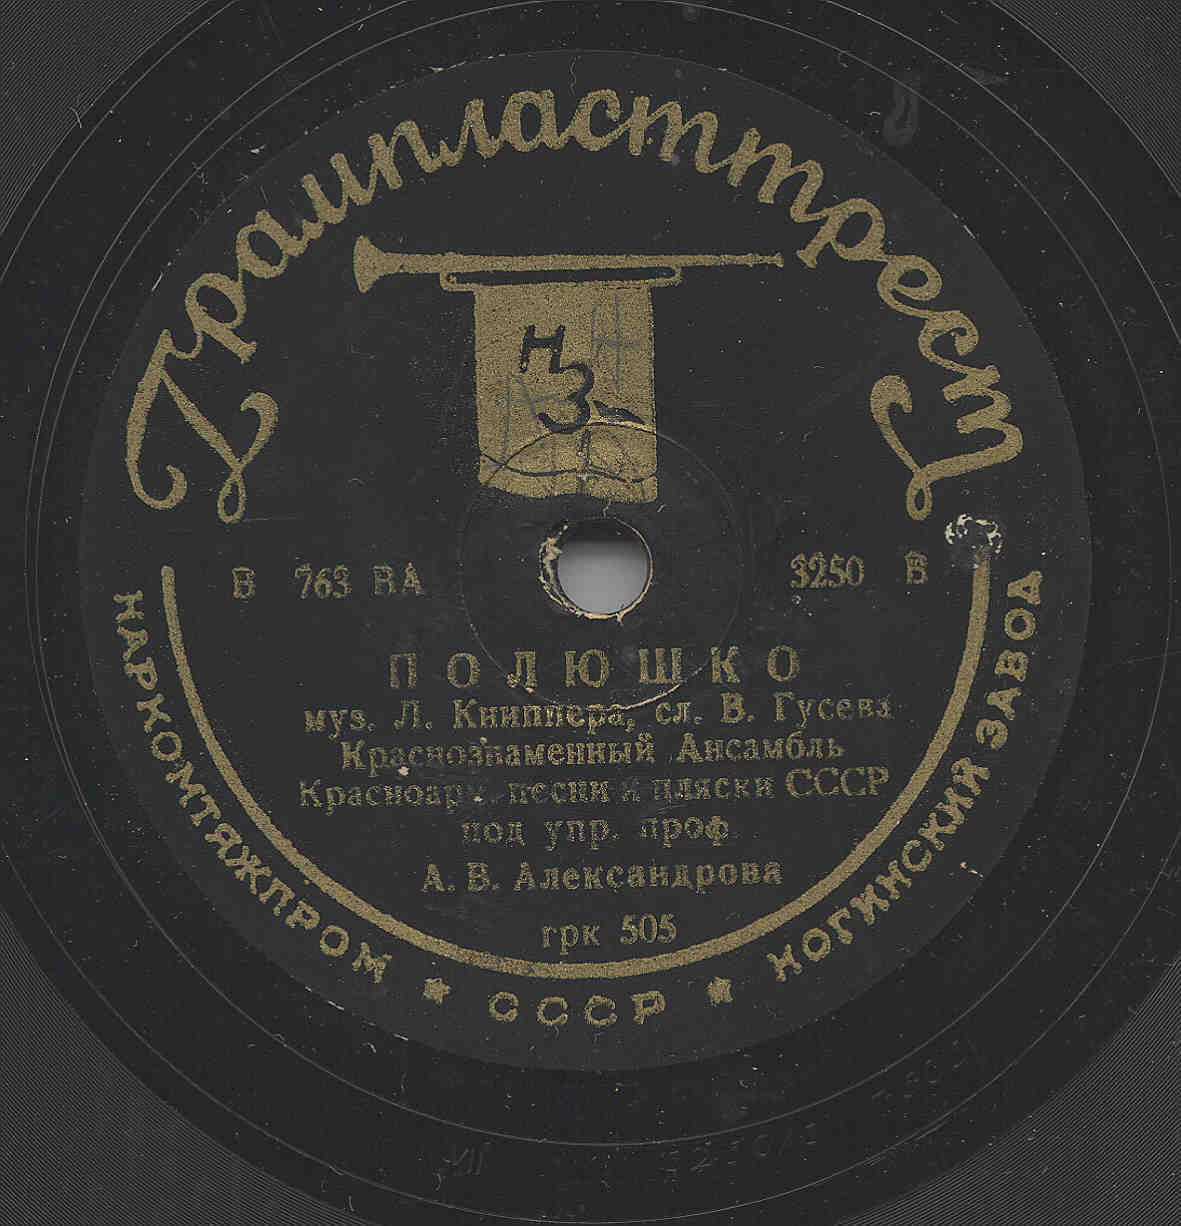 Грампласттрест
НЗ
В 763 ВА
3250 В
ПОЛЮШКО
муз. Л. Книппера, сл. В. Гусева
Краснознаменный Ансамбль
Красноарм. песни и пляски СССР
под упр. проф.
А. В. Александрова
грк 505
НАРКОМТЯЖПРОМ ★ СССР ★ НОГИНСКИЙ ЗАВОД